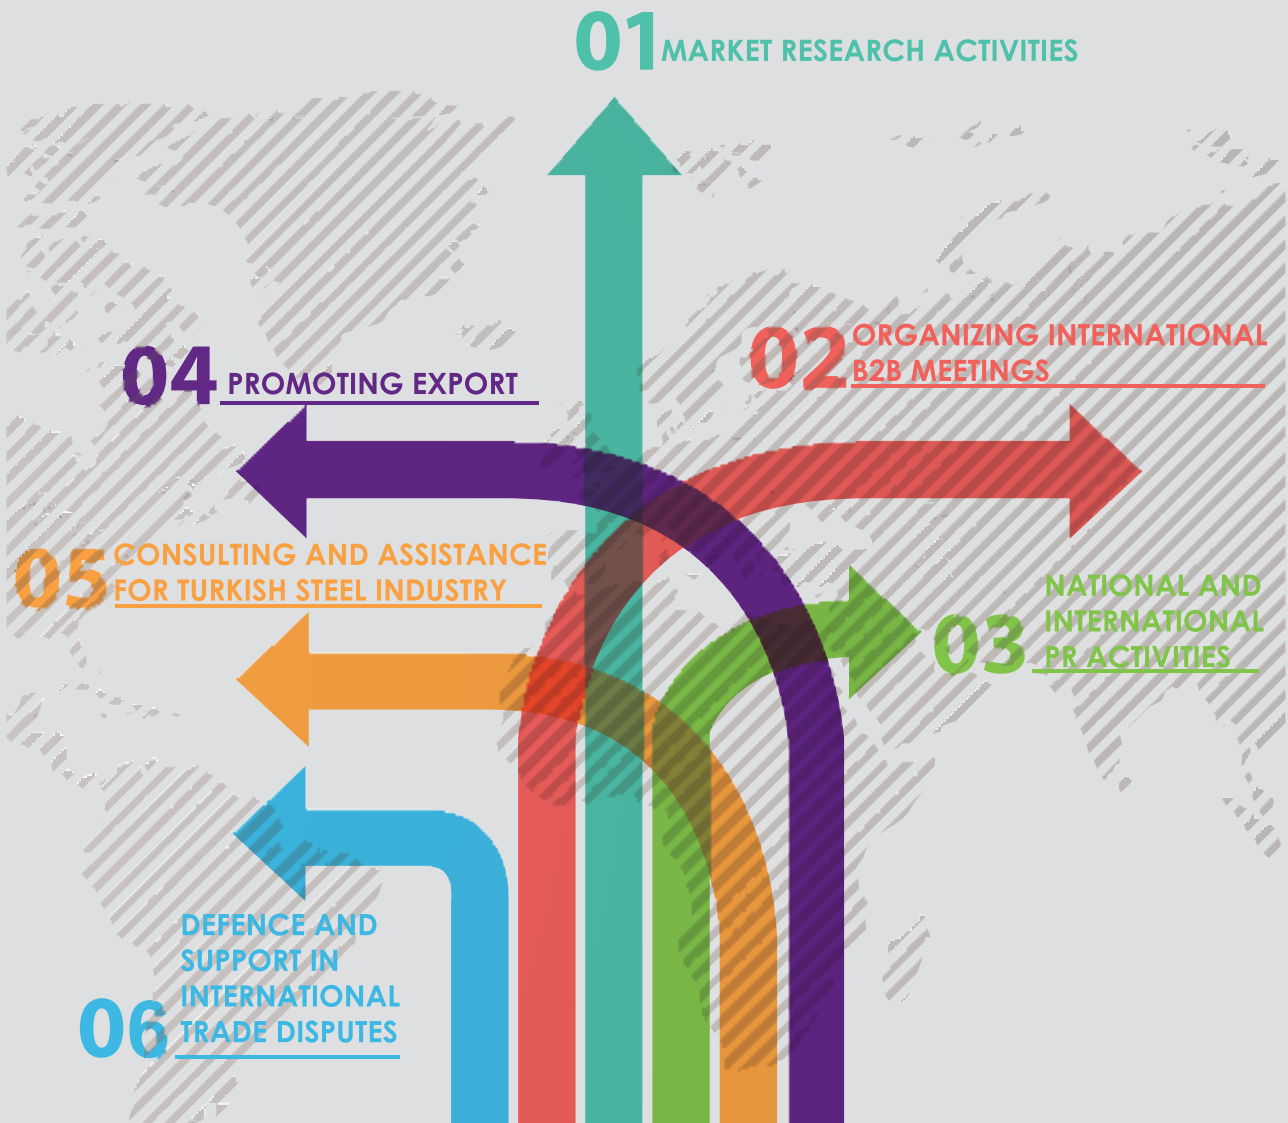 01 MARKET RESEARCH ACTIVITIES
02 ORGANIZING INTERNATIONAL
B2B MEETINGS
03 NATIONAL AND
INTERNATIONAL
PR ACTIVITIES
04 PROMOTING EXPORT
05 CONSULTING AND ASSISTANCE
FOR TURKISH STEEL INDUSTRY
06 DEFENCE AND
SUPPORT IN
INTERNATIONAL
TRADE DISPUTES